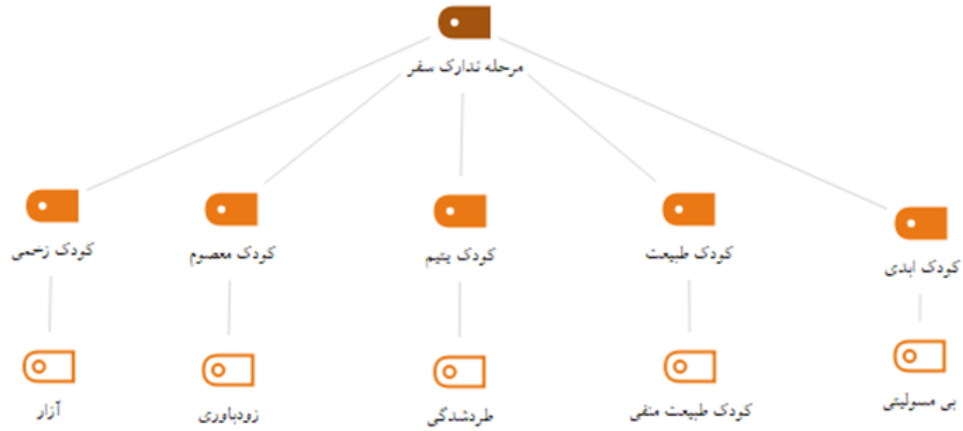 مرحله تدارک سفر
کودک ابدی
کودک طبیعت
کودک یتیم
کودک معصوم
کودک زخمی
بی مسولیتی
کودک طبیعت منفی
طردشدگی
زودباوری
آزار